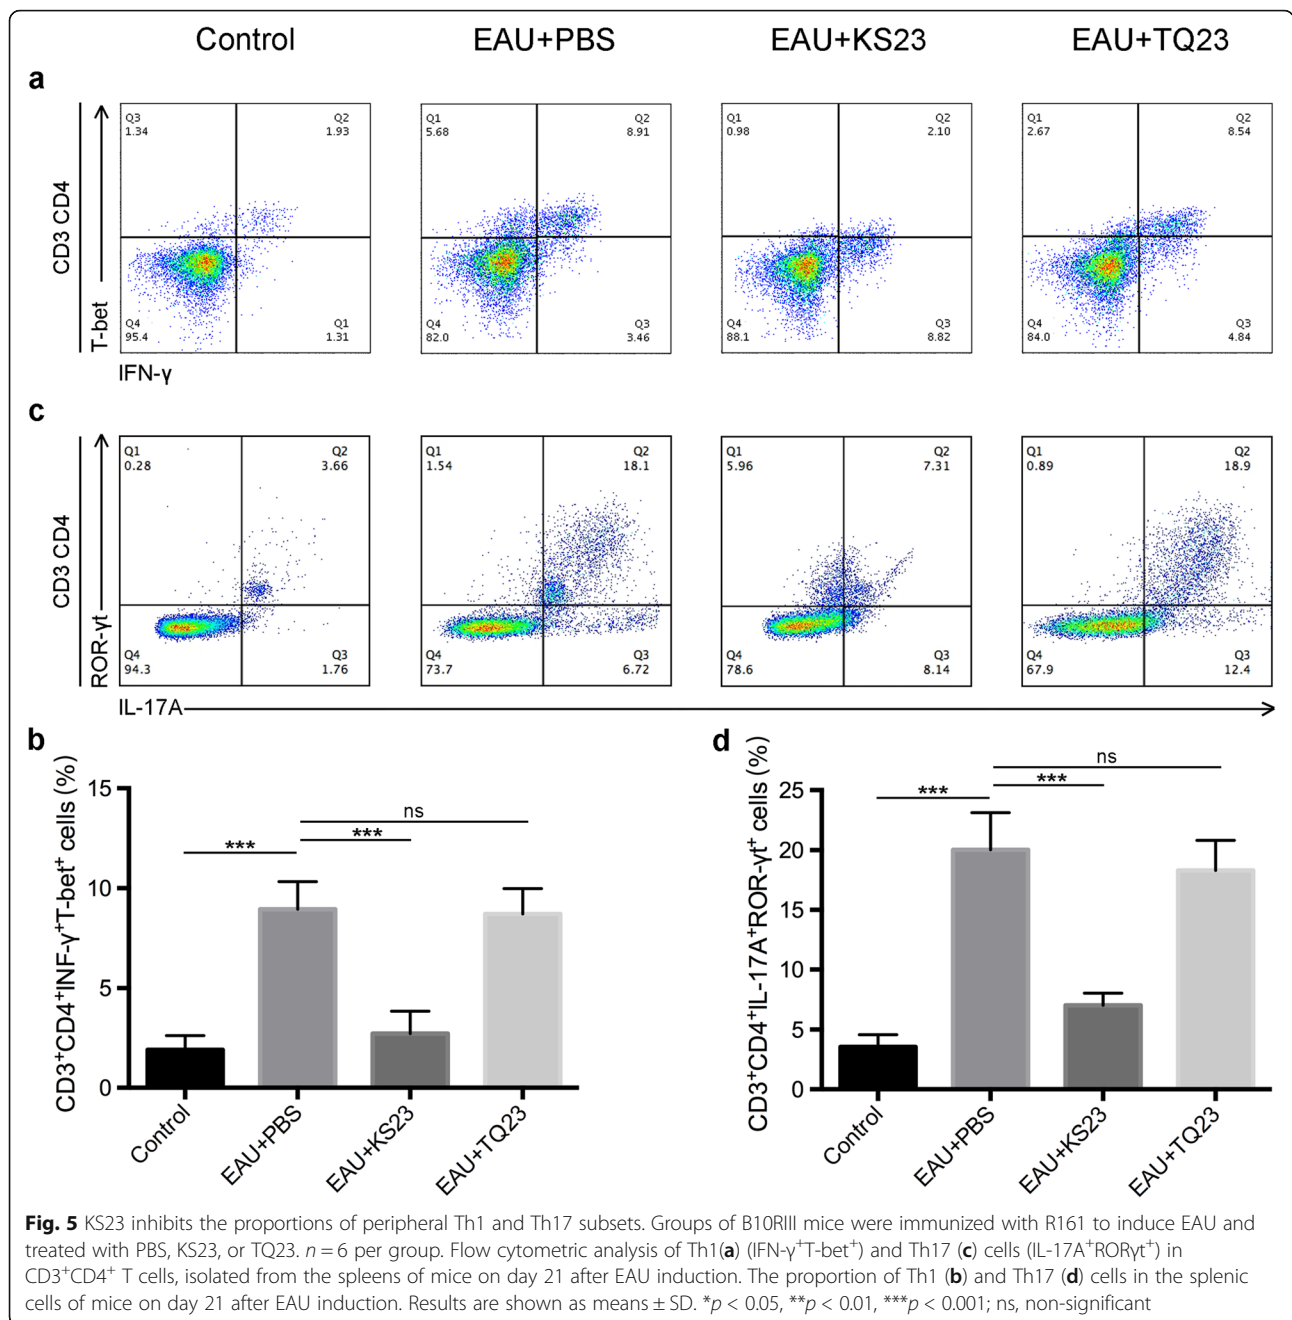 Control
EAU+PBS
EAU+KS23
EAU+TQ23
a
CD3 CD4
T-bet
Q3
1.34
Q2
1.93
Q4
95.4
Q1
1.31
Q1
5.68
Q2
8.91
Q4
82.0
Q3
3.46
Q1
0.98
Q2
2.10
Q4
88.1
Q3
8.82
Q1
2.67
Q2
8.54
Q4
84.0
Q3
4.84
IFN-γ
c
CD3 CD4
ROR-γt
Q1
0.28
Q2
3.66
Q4
94.3
Q3
1.76
Q1
1.54
Q2
18.1
Q4
73.7
Q3
6.72
Q1
5.96
Q2
7.31
Q4
78.6
Q3
8.14
Q1
0.89
Q2
18.9
Q4
67.9
Q3
12.4
IL-17A
b
CD3⁺CD4⁺INF-γ⁺T-bet⁺ cells (%)
15
10
5
0
***
***
ns
Control
EAU+PBS
EAU+KS23
EAU+TQ23
d
CD3⁺CD4⁺IL-17A⁺ROR-γt⁺ cells (%)
25
20
15
10
5
0
***
***
ns
Control
EAU+PBS
EAU+KS23
EAU+TQ23
Fig. 5 KS23 inhibits the proportions of peripheral Th1 and Th17 subsets. Groups of B10RIII mice were immunized with R161 to induce EAU and
treated with PBS, KS23, or TQ23. n = 6 per group. Flow cytometric analysis of Th1(a) (IFN-γ⁺T-bet⁺) and Th17 (c) cells (IL-17A⁺RORγt⁺) in
CD3⁺CD4⁺ T cells, isolated from the spleens of mice on day 21 after EAU induction. The proportion of Th1 (b) and Th17 (d) cells in the splenic
cells of mice on day 21 after EAU induction. Results are shown as means ± SD. *p < 0.05, **p < 0.01, ***p < 0.001; ns, non-significant